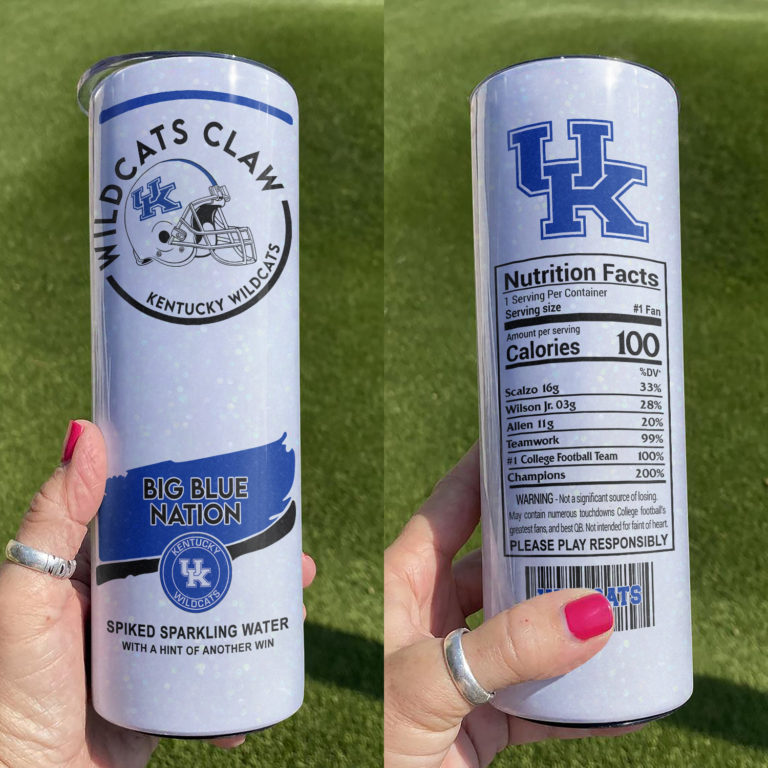 WILDCATS CLAW
UK
KENTUCKY WILDCATS
BIG BLUE
NATION
KENTUCKY
UK
WILDCATS
SPIKED SPARKLING WATER
WITH A HINT OF ANOTHER WIN
UK
Nutrition Facts
1 Serving Per Container
Serving size #1 Fan
Amount per serving
Calories 100
%DV*
Scalzo 16g 33%
Wilson Jr. 03g 28%
Allen 11g 20%
Teamwork 99%
#1 College Football Team 100%
Champions 200%
WARNING - Not a significant source of losing.
May contain numerous touchdowns College football's
greatest fans, and best QB. Not intended for faint of heart.
PLEASE PLAY RESPONSIBLY